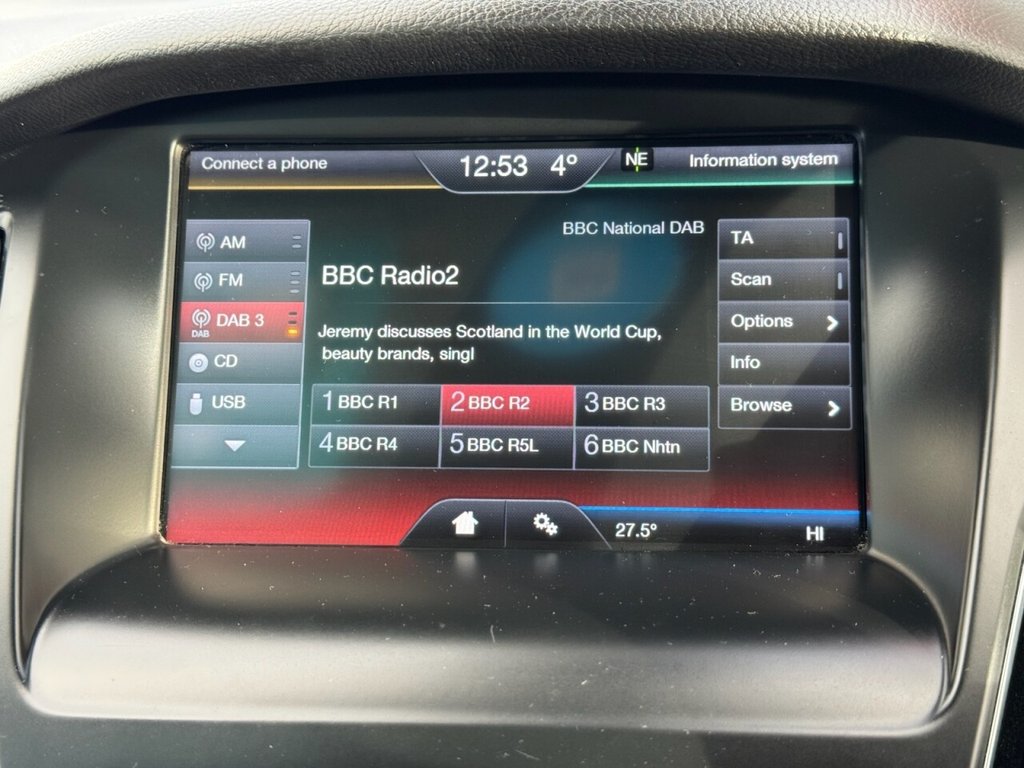 Connect a phone
12:53 4°
NE
Information system
AM
FM
DAB
DAB 3
CD
USB
BBC National DAB
BBC Radio2
Jeremy discusses Scotland in the World Cup,
beauty brands, singl
1 BBC R1
2 BBC R2
3 BBC R3
4 BBC R4
5 BBC R5L
6 BBC Nhtn
TA
Scan
Options
Info
Browse
27.5°
HI